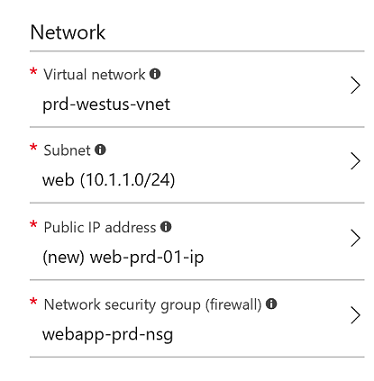 Network
* Virtual network
prd-westus-vnet
* Subnet
web (10.1.1.0/24)
* Public IP address
(new) web-prd-01-ip
* Network security group (firewall)
webapp-prd-nsg